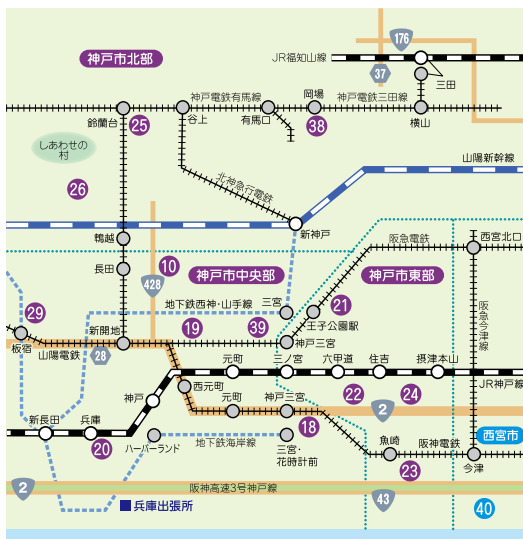 176
JR福知山線
神戸市北部
37
三田
神戸電鉄有馬線
岡場
神戸電鉄三田線
鈴蘭台
25
谷上
有馬口
38
横山
しあわせの
村
山陽新幹線
26
北神急行電鉄
新神戸
鵯越
阪急電鉄
西宮北口
10
長田
神戸市中央部
神戸市東部
428
29
地下鉄西神・山手線
三宮
21
阪急今津線
19
39
王子公園駅
新開地
板宿
山陽電鉄
28
神戸三宮
元町
三ノ宮
六甲道
住吉
摂津本山
JR神戸線
西元町
神戸
22
24
元町
神戸三宮
2
新長田
兵庫
18
20
ハーバーランド
地下鉄海岸線
三宮・
花時計前
魚崎
阪神電鉄
西宮市
今津
23
2
阪神高速3号神戸線
43
兵庫出張所
40